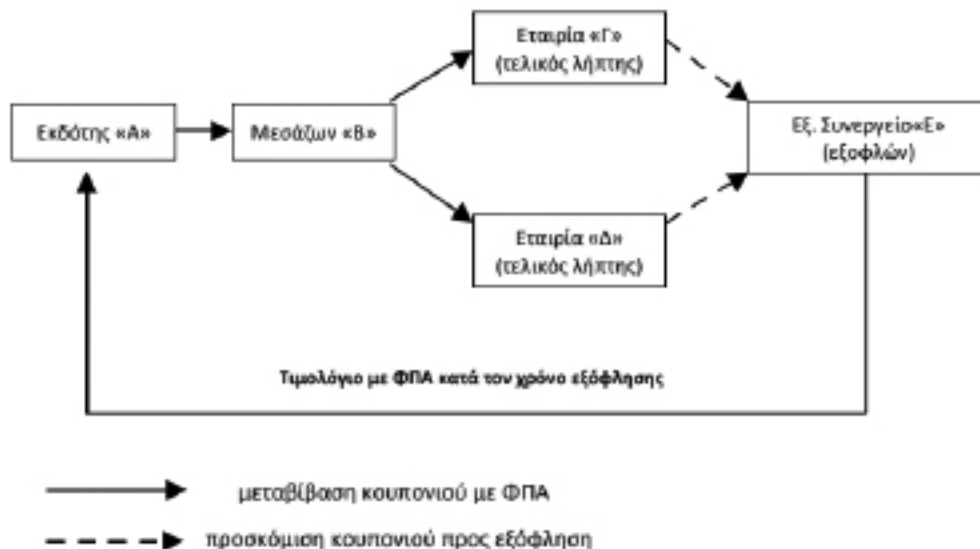 Εταιρία «Γ»
(τελικός λήπτης)
Εκδότης «Α»
Μεσάζων «Β»
Εξ. Συνεργείο«Ε»
(εξοφλών)
Εταιρία «Δ»
(τελικός λήπτης)
Τιμολόγιο με ΦΠΑ κατά τον χρόνο εξόφλησης
μεταβίβαση κουπονιού με ΦΠΑ
προσκόμιση κουπονιού προς εξόφληση